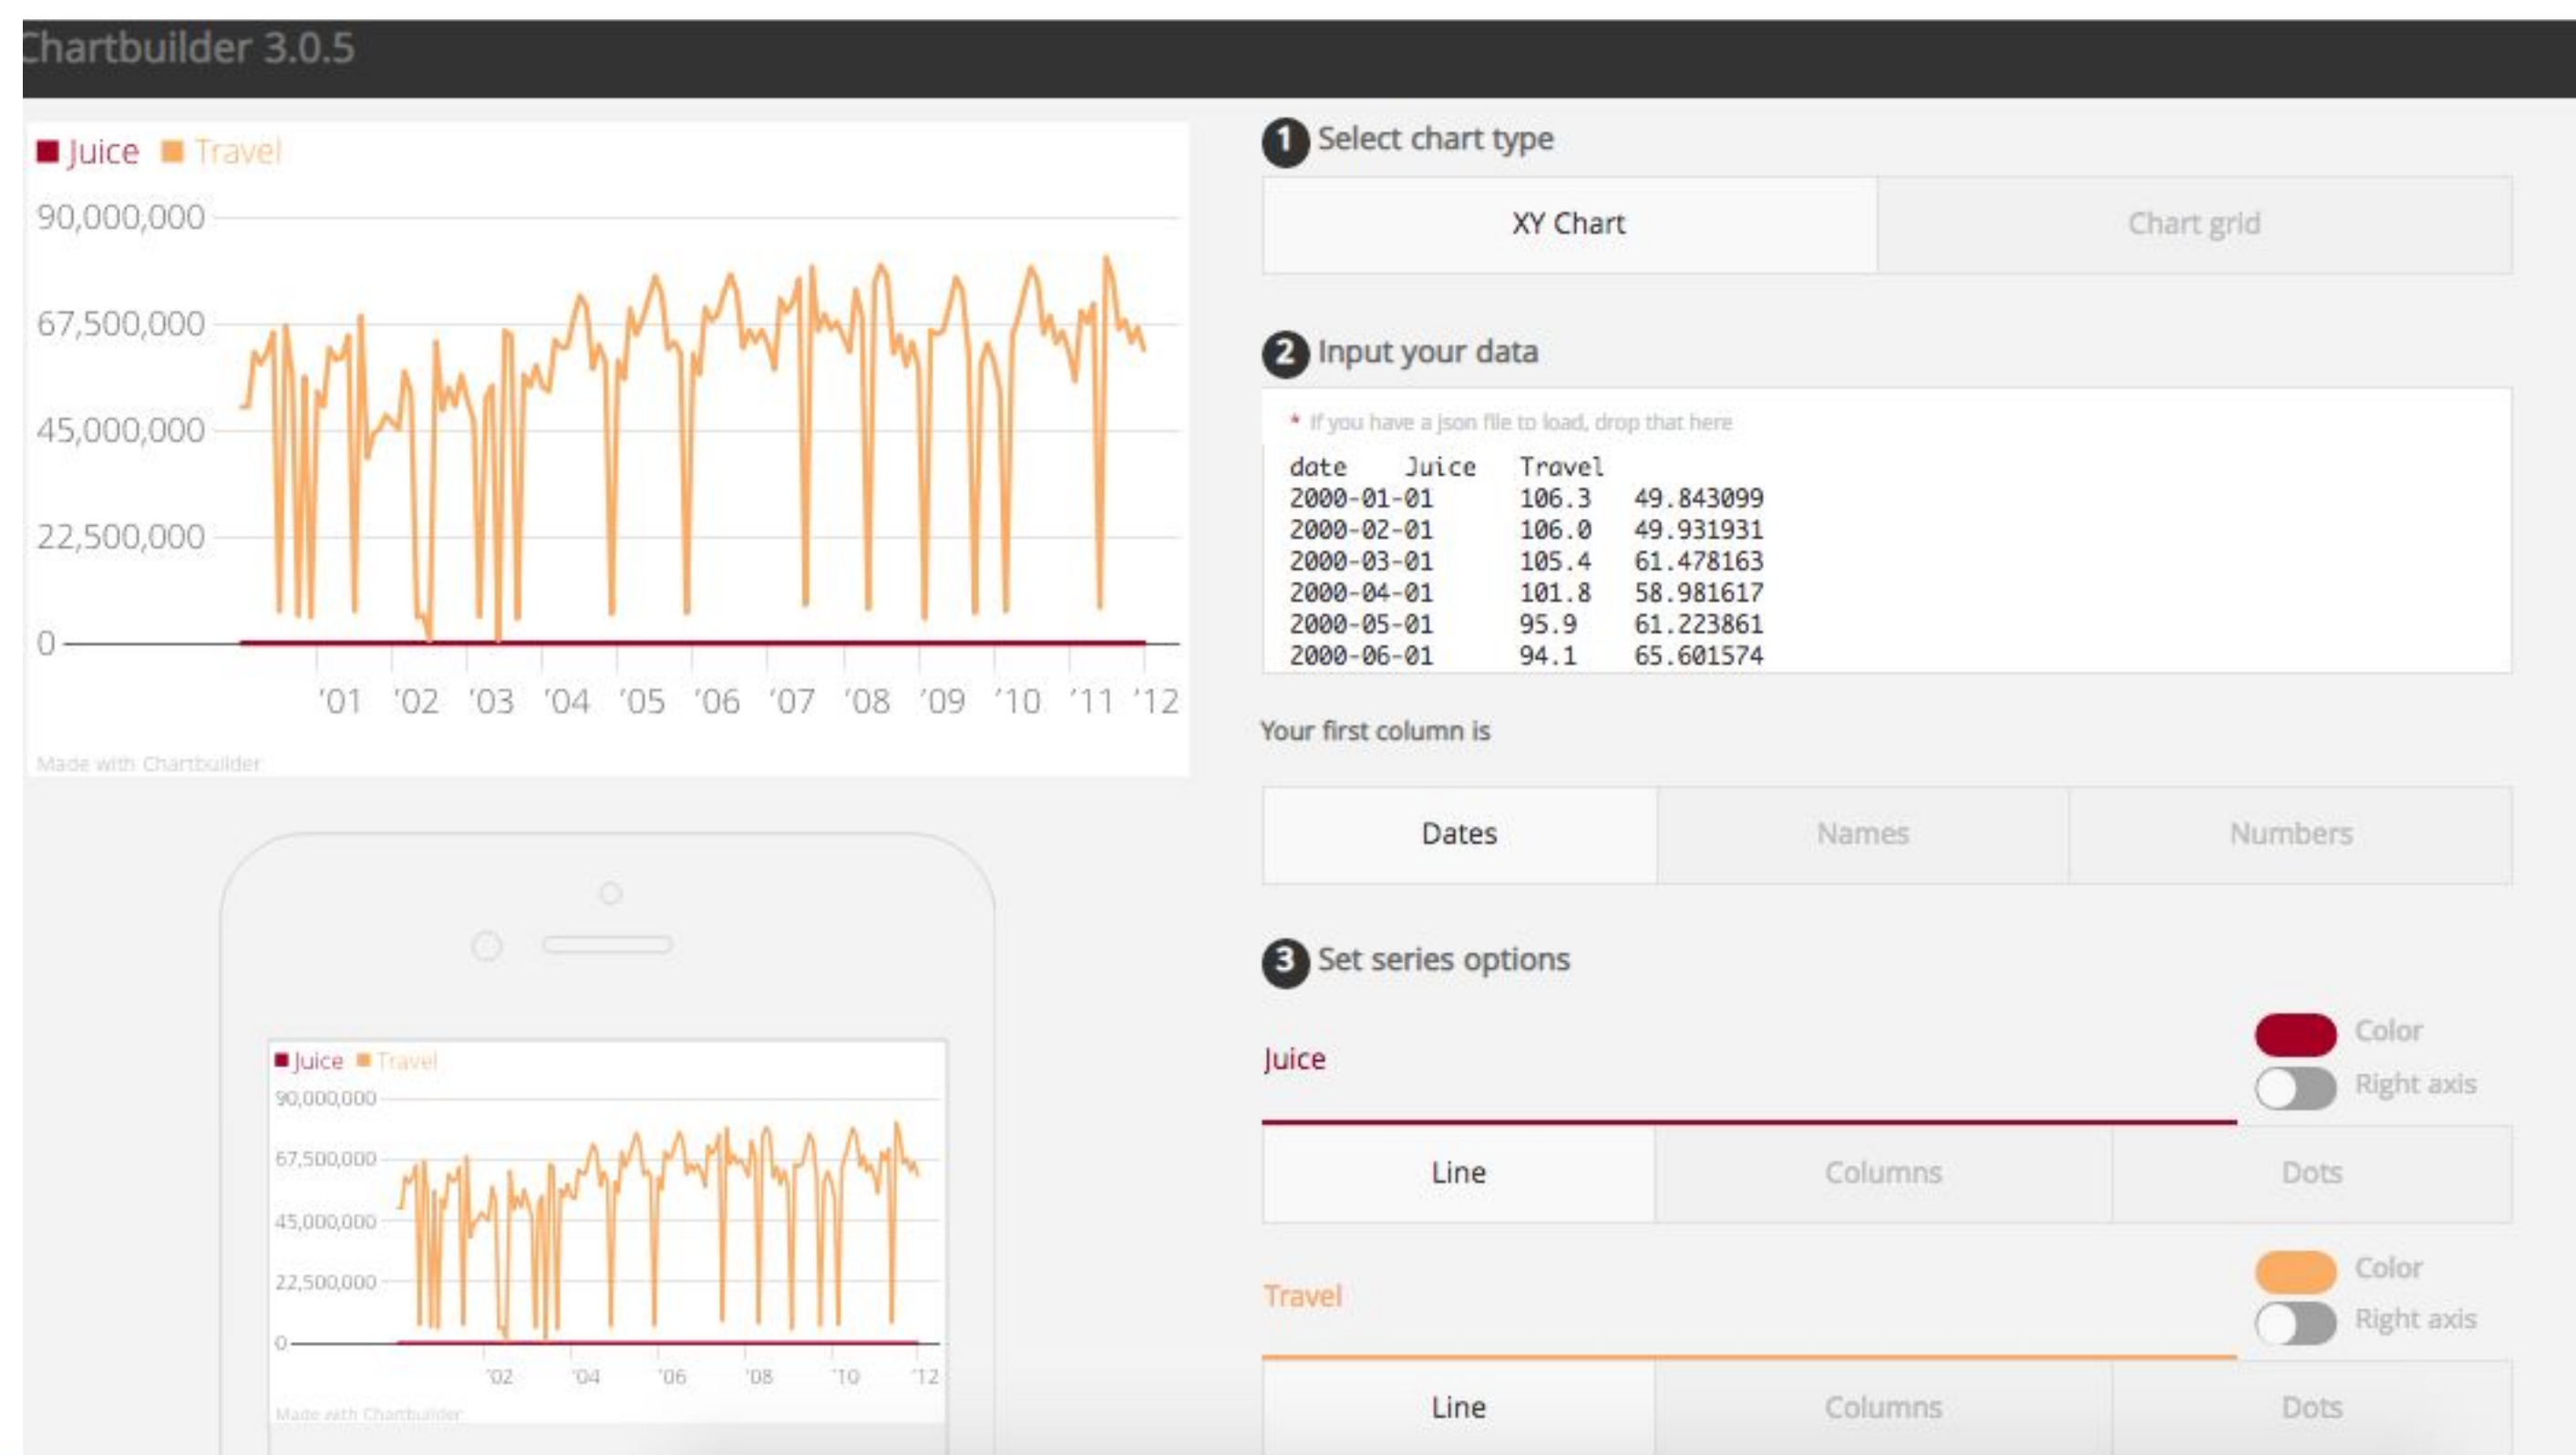 Chartbuilder 3.0.5
Juice Travel
90,000,000
67,500,000
45,000,000
22,500,000
0
'01 '02 '03 '04 '05 '06 '07 '08 '09 '10 '11 '12
Made with Chartbuilder
Juice Travel
90,000,000
67,500,000
45,000,000
22,500,000
0
'02 '04 '06 '08 '10 '12
Made with Chartbuilder
1 Select chart type
XY Chart Chart grid
2 Input your data
* If you have a json file to load, drop that here
date Juice Travel
2000-01-01 106.3 49.843099
2000-02-01 106.0 49.931931
2000-03-01 105.4 61.478163
2000-04-01 101.8 58.981617
2000-05-01 95.9 61.223861
2000-06-01 94.1 65.601574
Your first column is
Dates Names Numbers
3 Set series options
Juice
Color
Right axis
Line Columns Dots
Travel
Color
Right axis
Line Columns Dots